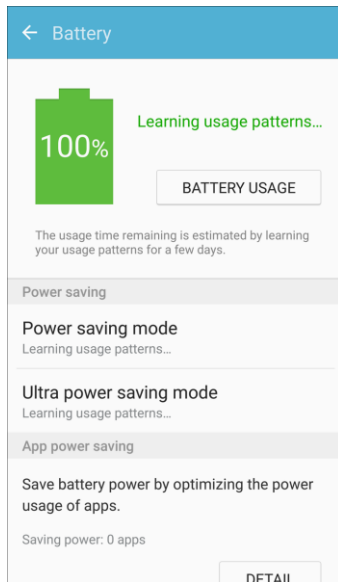 Battery
Learning usage patterns...
100%
BATTERY USAGE
The usage time remaining is estimated by learning
your usage patterns for a few days.
Power saving
Power saving mode
Learning usage patterns...
Ultra power saving mode
Learning usage patterns...
App power saving
Save battery power by optimizing the power
usage of apps.
Saving power: 0 apps
DETAIL